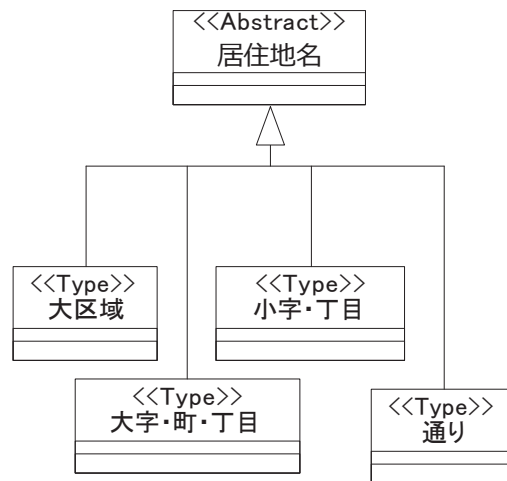 <<Abstract>>
居住地名
<<Type>>
大区域
<<Type>>
小字・丁目
<<Type>>
大字・町・丁目
<<Type>>
通り